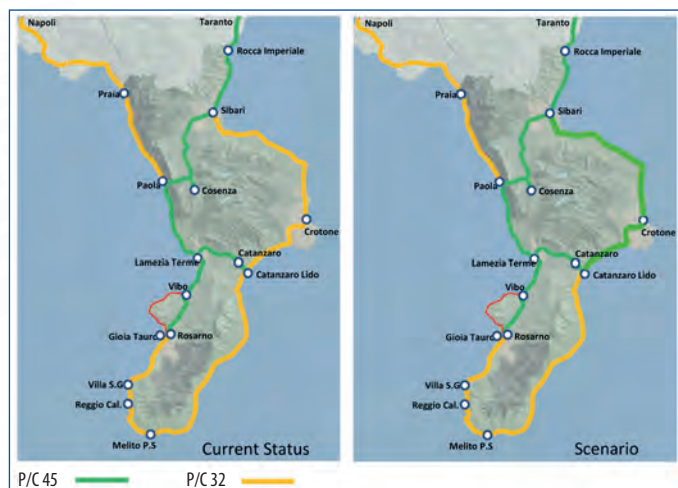 Napoli
Taranto
Rocca Imperiale
Praia
Sibari
Paola
Cosenza
Crotone
Lamezia Terme
Catanzaro
Catanzaro Lido
Vibo
Gioia Tauro
Rosarno
Villa S.G
Reggio Cal.
Melito P.S
Current Status
Napoli
Taranto
Rocca Imperiale
Praia
Sibari
Paola
Cosenza
Crotone
Lamezia Terme
Catanzaro
Catanzaro Lido
Vibo
Gioia Tauro
Rosarno
Villa S.G
Reggio Cal.
Melito P.S
Scenario
P/C 45
P/C 32